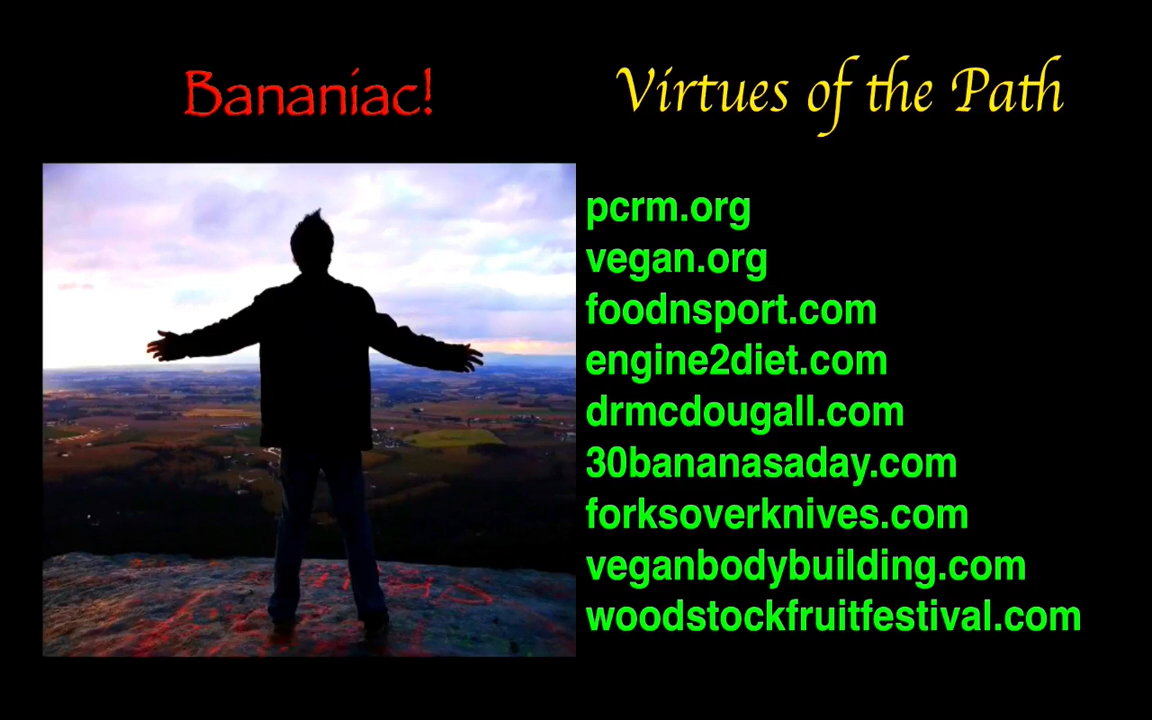 Bananiac!
Virtues of the Path
pcrm.org
vegan.org
foodnsport.com
engine2diet.com
drmcdougall.com
30bananasaday.com
forksoverknives.com
veganbodybuilding.com
woodstockfruitfestival.com